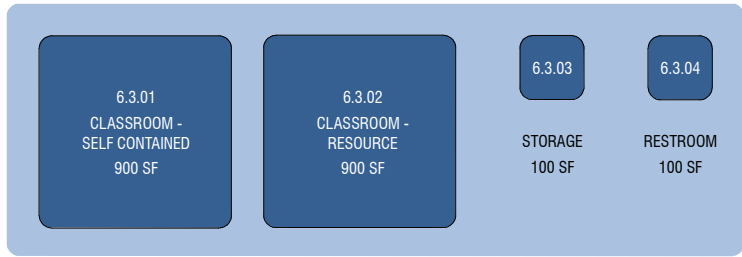 6.3.01
CLASSROOM -
SELF CONTAINED
900 SF
6.3.02
CLASSROOM -
RESOURCE
900 SF
6.3.03
STORAGE
100 SF
6.3.04
RESTROOM
100 SF